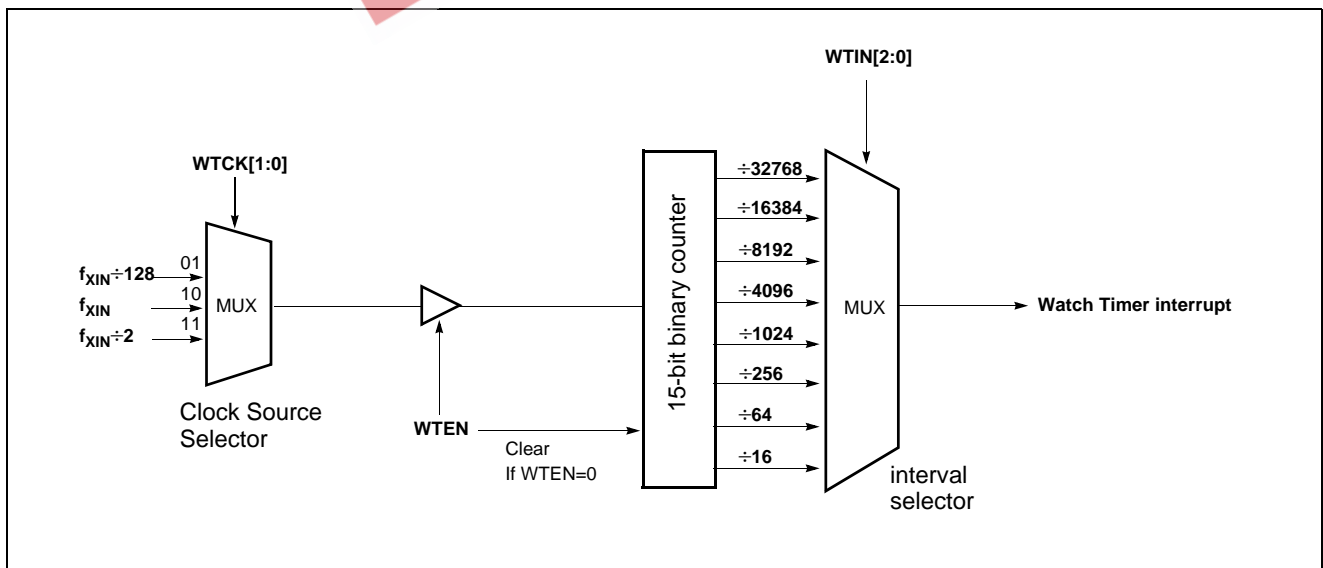 WTIN[2:0]
WTCK[1:0]
fXIN÷128
01
fXIN
10
fXIN÷2
11
MUX
Clock Source
Selector
WTEN
Clear
If WTEN=0
15-bit binary counter
÷32768
÷16384
÷8192
÷4096
÷1024
÷256
÷64
÷16
MUX
interval
selector
Watch Timer interrupt